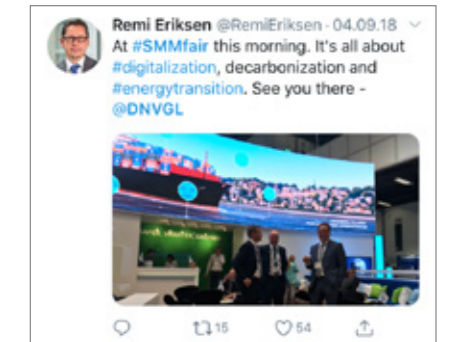 Remi Eriksen @RemiEriksen · 04.09.18
At #SMMfair this morning. It's all about
#digitalization, decarbonization and
#energytransition. See you there -
@DNVGL
15 54